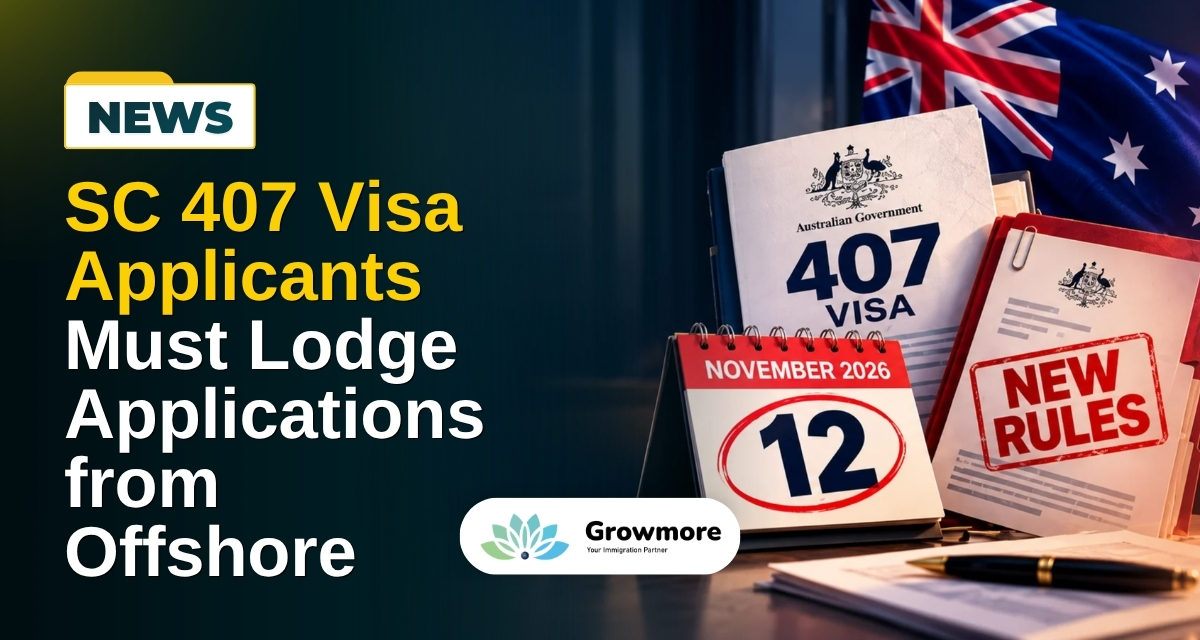 NEWS
SC 407 Visa
Applicants
Must Lodge
Applications
from
Offshore
Australian Government
407
VISA
NOVEMBER 2026
12
NEW
RULES
Growmore
Your Immigration Partner